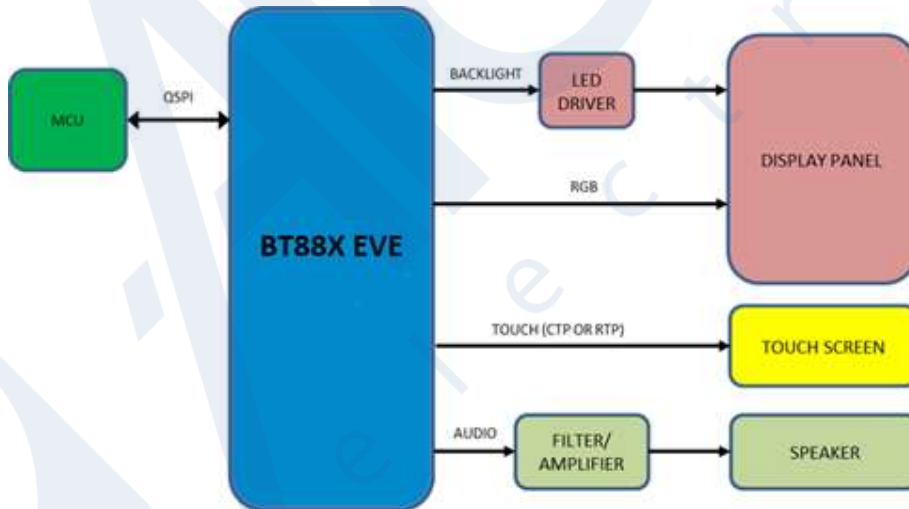 MCU
QSPI
BT88X EVE
BACKLIGHT
LED
DRIVER
RGB
DISPLAY PANEL
TOUCH (CTP OR RTP)
TOUCH SCREEN
AUDIO
FILTER/
AMPLIFIER
SPEAKER